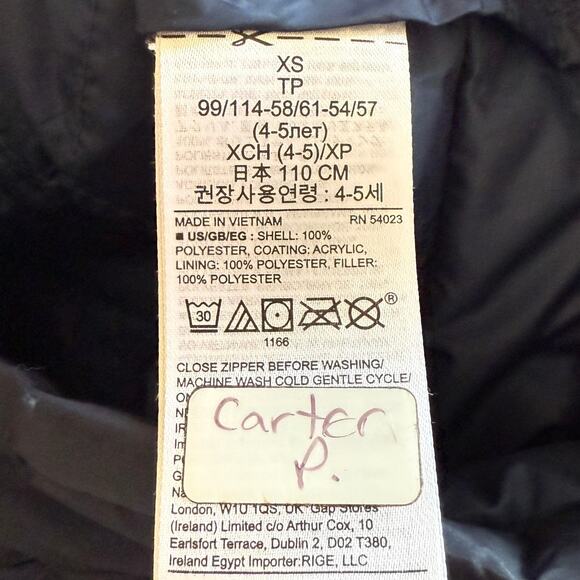 XS
TP
99/114-58/61-54/57
(4-5лет)
XCH (4-5)/XP
日本 110 CM
권장사용연령 : 4-5세
MADE IN VIETNAM RN 54023
■ US/GB/EG : SHELL: 100%
POLYESTER, COATING: ACRYLIC,
LINING: 100% POLYESTER, FILLER:
100% POLYESTER
30 ®
1166
CLOSE ZIPPER BEFORE WASHING/
MACHINE WASH COLD GENTLE CYCLE/
Carter
P.
London, W1U 1QS, UK Gap Stores
(Ireland) Limited c/o Arthur Cox, 10
Earlsfort Terrace, Dublin 2, D02 T380,
Ireland Egypt Importer:RIGE, LLC